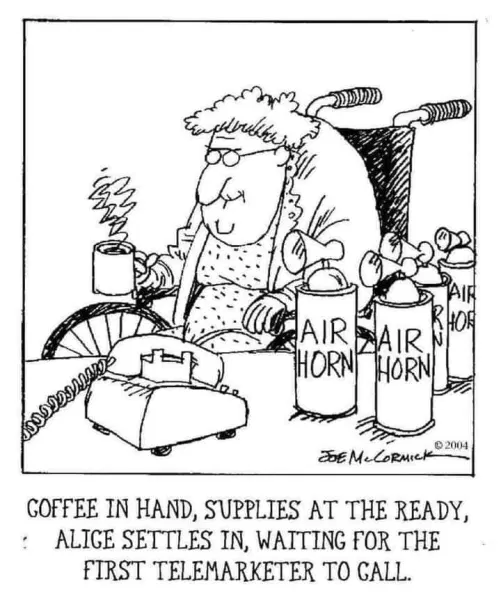 AIR
HORN
AIR
HORN
R
N
AIR
HOR
© 2004
JOE McCORMICK
COFFEE IN HAND, SUPPLIES AT THE READY,
ALICE SETTLES IN, WAITING FOR THE
FIRST TELEMARKETER TO CALL.